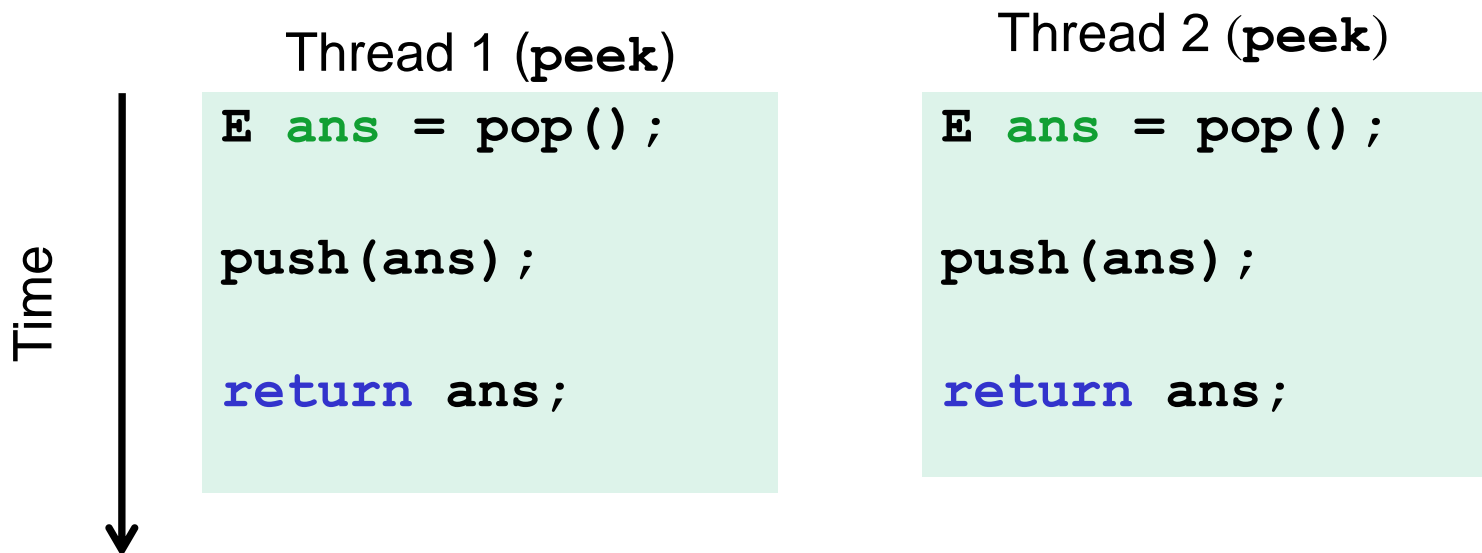 Time
Thread 1 (peek)
E ans = pop();
push(ans);
return ans;
Thread 2 (peek)
E ans = pop();
push(ans);
return ans;